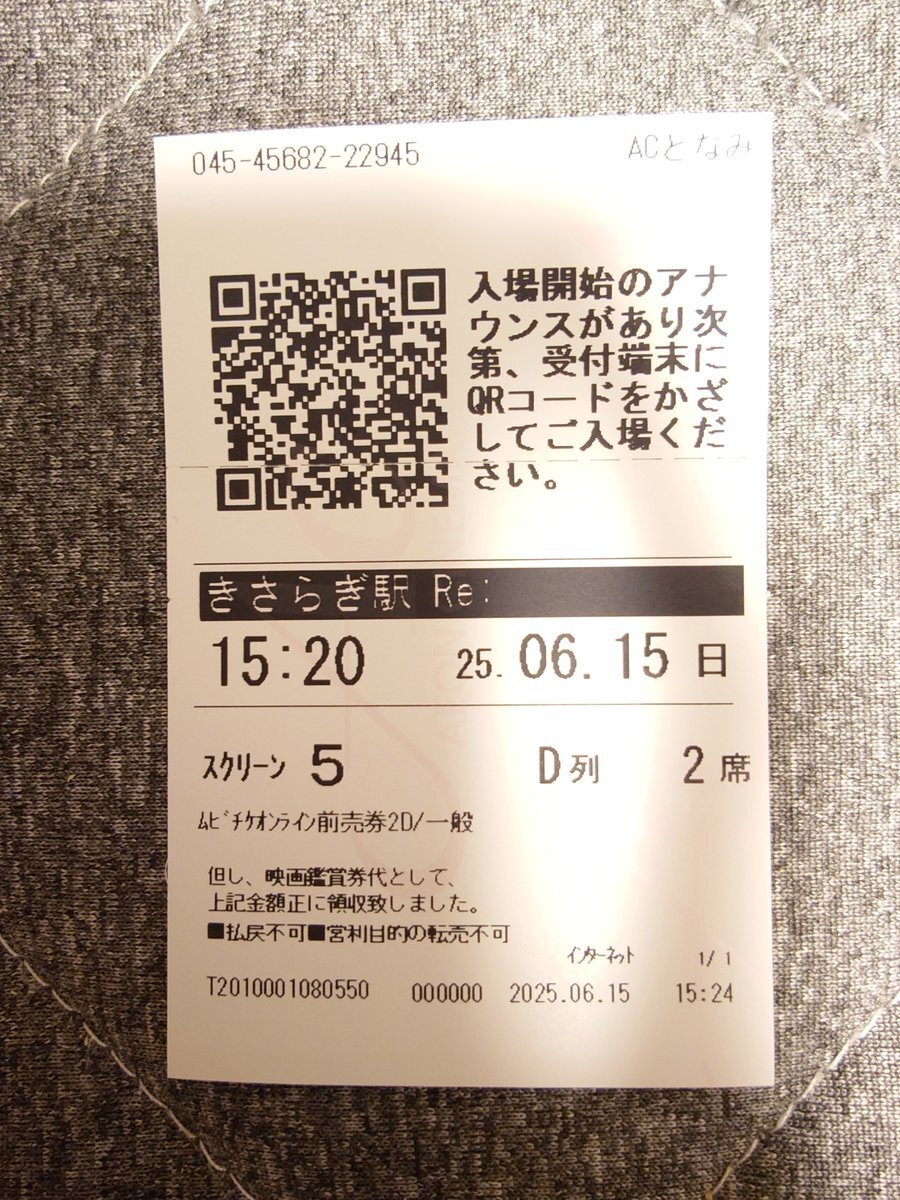 045-45682-22945 ACとなみ
入場開始のアナ
ウンスがあり次
第、受付端末に
QRコードをかざ
してご入場くだ
さい。
きさらぎ駅 Re:
15:20 25. 06.15 日
スクリーン 5 D列 2席
ムビチケオンライン前売券2D/一般
但し、映画鑑賞券代として、
上記金額正に領収致しました。
■払戻不可■営利目的の転売不可
インターネット 1/1
T2010001080550 000000 2025.06.15 15:24